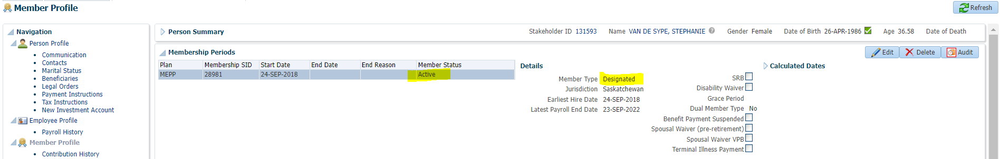 Member Profile
Refresh
Navigation
Person Profile
Communication
Contacts
Marital Status
Beneficiaries
Legal Orders
Payment Instructions
Tax Instructions
New Investment Account
Employee Profile
Payroll History
Member Profile
Contribution History
Person Summary
Stakeholder ID 131593 Name VAN DE SYPE, STEPHANIE Gender Female Date of Birth 26-APR-1986 Age 36.58 Date of Death
Membership Periods
Edit Delete Audit
Plan Membership SID Start Date End Date End Reason Member Status
MEPP 28981 24-SEP-2018 Active
Details
Member Type Designated
Jurisdiction Saskatchewan
Earliest Hire Date 24-SEP-2018
Latest Payroll End Date 23-SEP-2022
SRB
Disability Waiver
Grace Period
Dual Member Type No
Benefit Payment Suspended
Spousal Waiver (pre-retirement)
Spousal Waiver VPB
Terminal Illness Payment
Calculated Dates